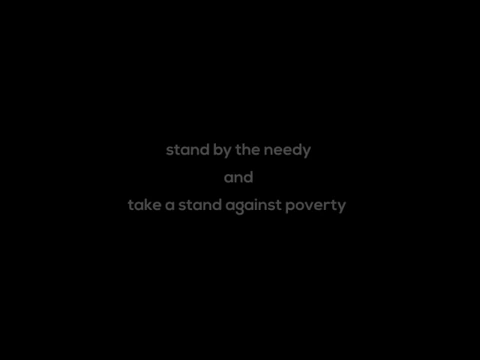 stand by the needy
and
take a stand against poverty